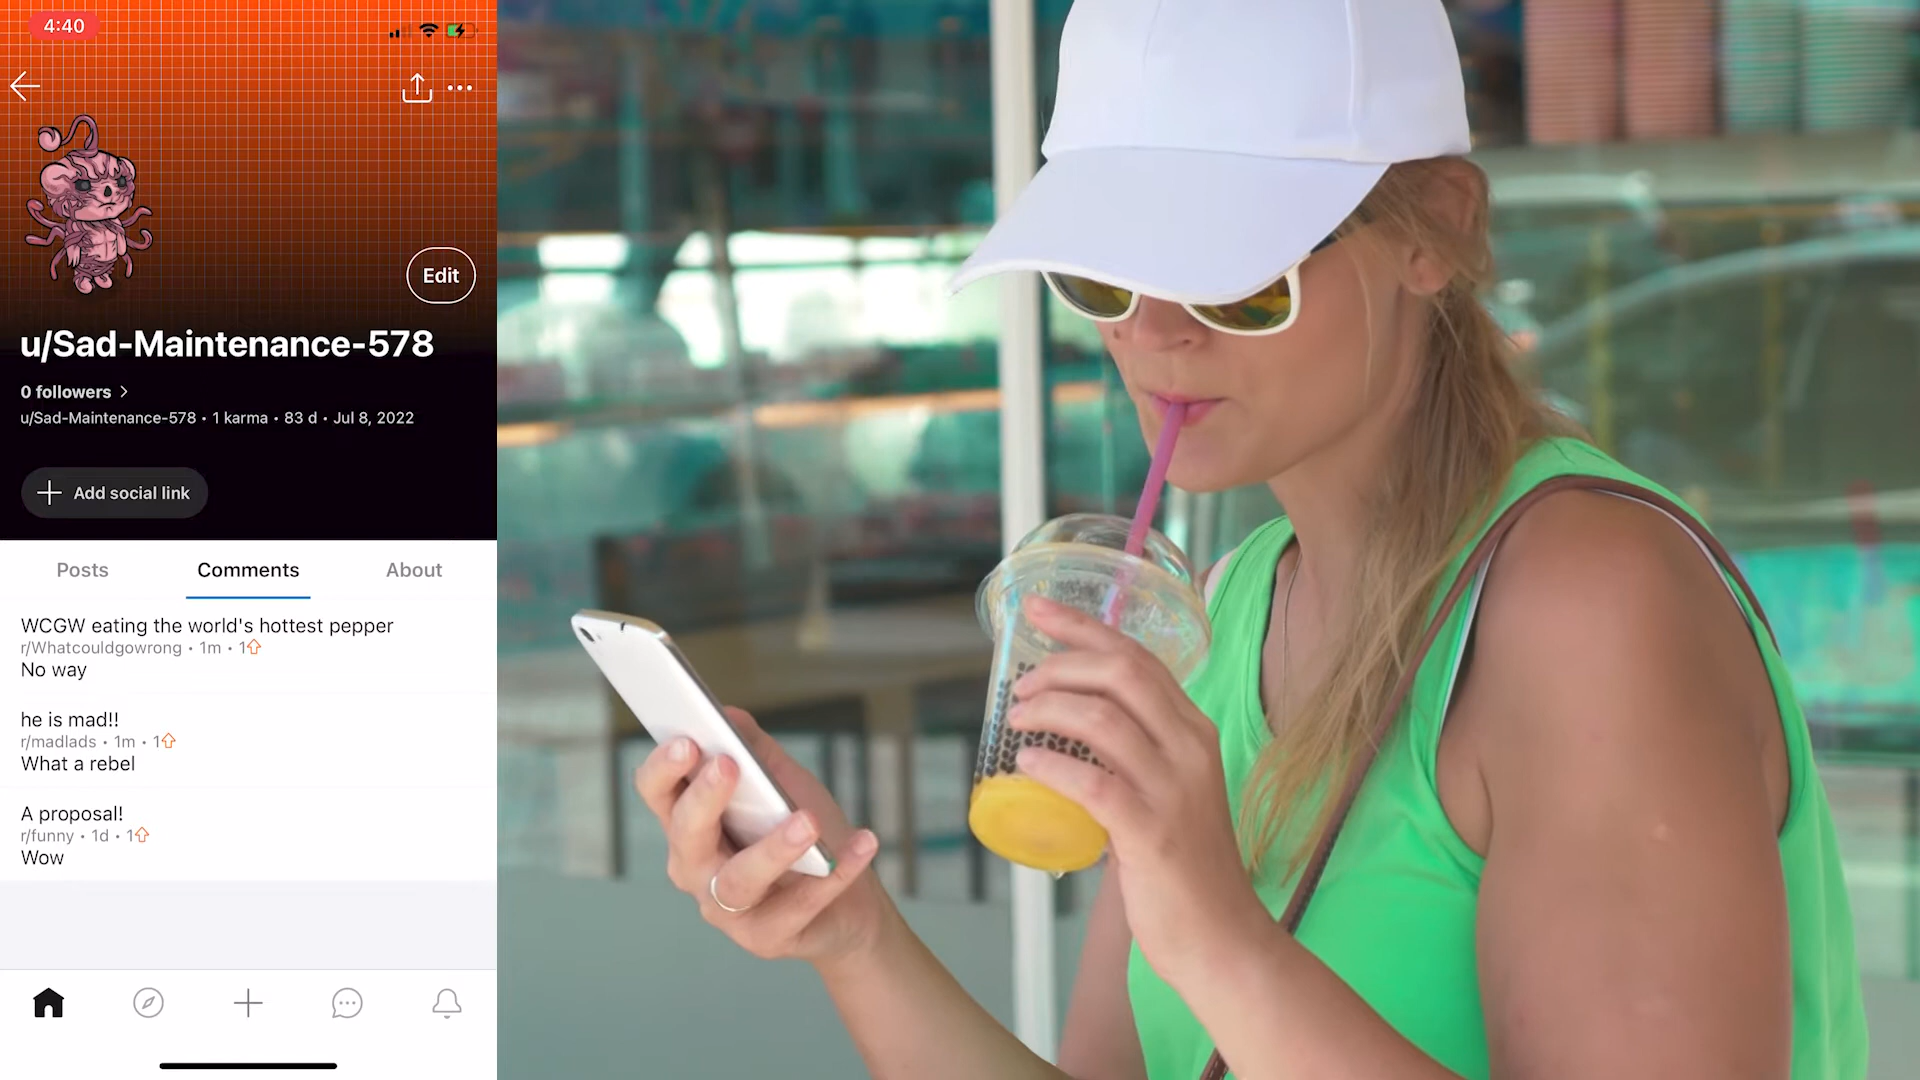 4:40
Edit
u/Sad-Maintenance-578
0 followers
u/Sad-Maintenance-578 • 1 karma • 83 d • Jul 8, 2022
Add social link
Posts
Comments
About
WCGW eating the world's hottest pepper
r/Whatcouldgowrong • 1m • 1
No way
he is mad!!
r/madlads • 1m • 1
What a rebel
A proposal!
r/funny • 1d • 1
Wow